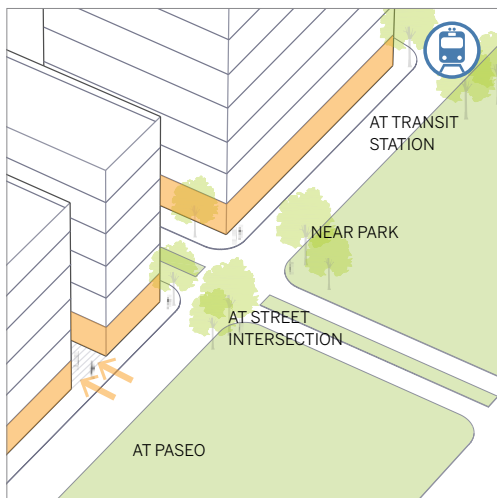 AT TRANSIT
STATION
NEAR PARK
AT STREET
INTERSECTION
AT PASEO